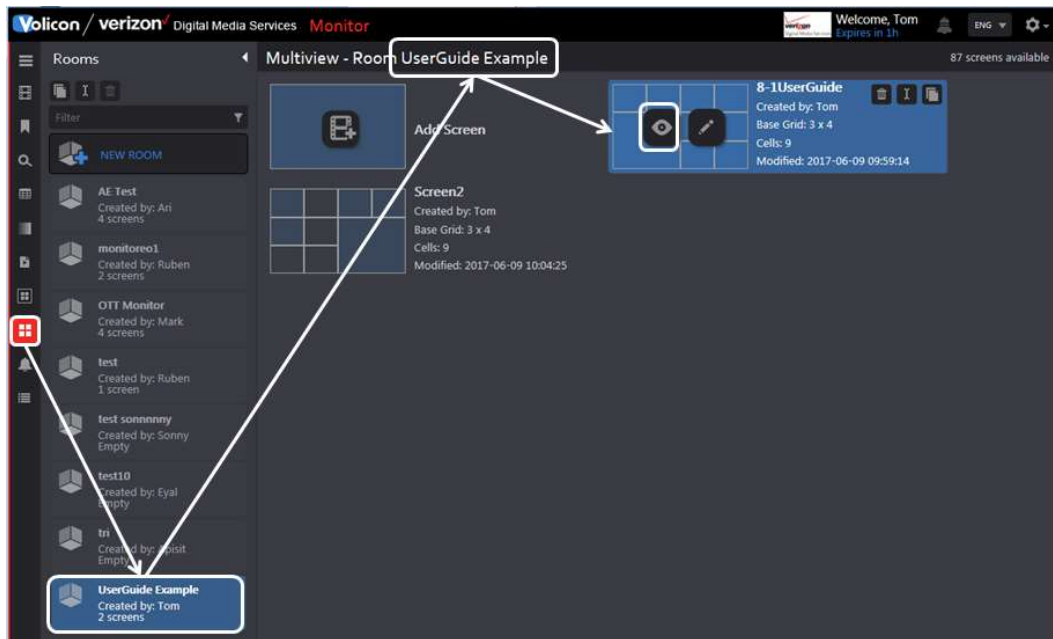 Volicon / verizon Digital Media Services Monitor
verizon
Welcome, Tom
Expires in 1h
ENG
Rooms
Multiview - Room UserGuide Example
87 screens available
Filter
NEW ROOM
AE Test
Created by: Ari
4 screens
monitoreo1
Created by: Ruben
2 screens
OTT Monitor
Created by: Mark
4 screens
test
Created by: Ruben
1 screen
test sonnnnny
Created by: Sonny
Empty
test10
Created by: Eyal
Empty
tri
Created by: Apisit
Empty
UserGuide Example
Created by: Tom
2 screens
Add Screen
8-1UserGuide
Created by: Tom
Base Grid: 3 x 4
Cells: 9
Modified: 2017-06-09 09:59:14
Screen2
Created by: Tom
Base Grid: 3 x 4
Cells: 9
Modified: 2017-06-09 10:04:25